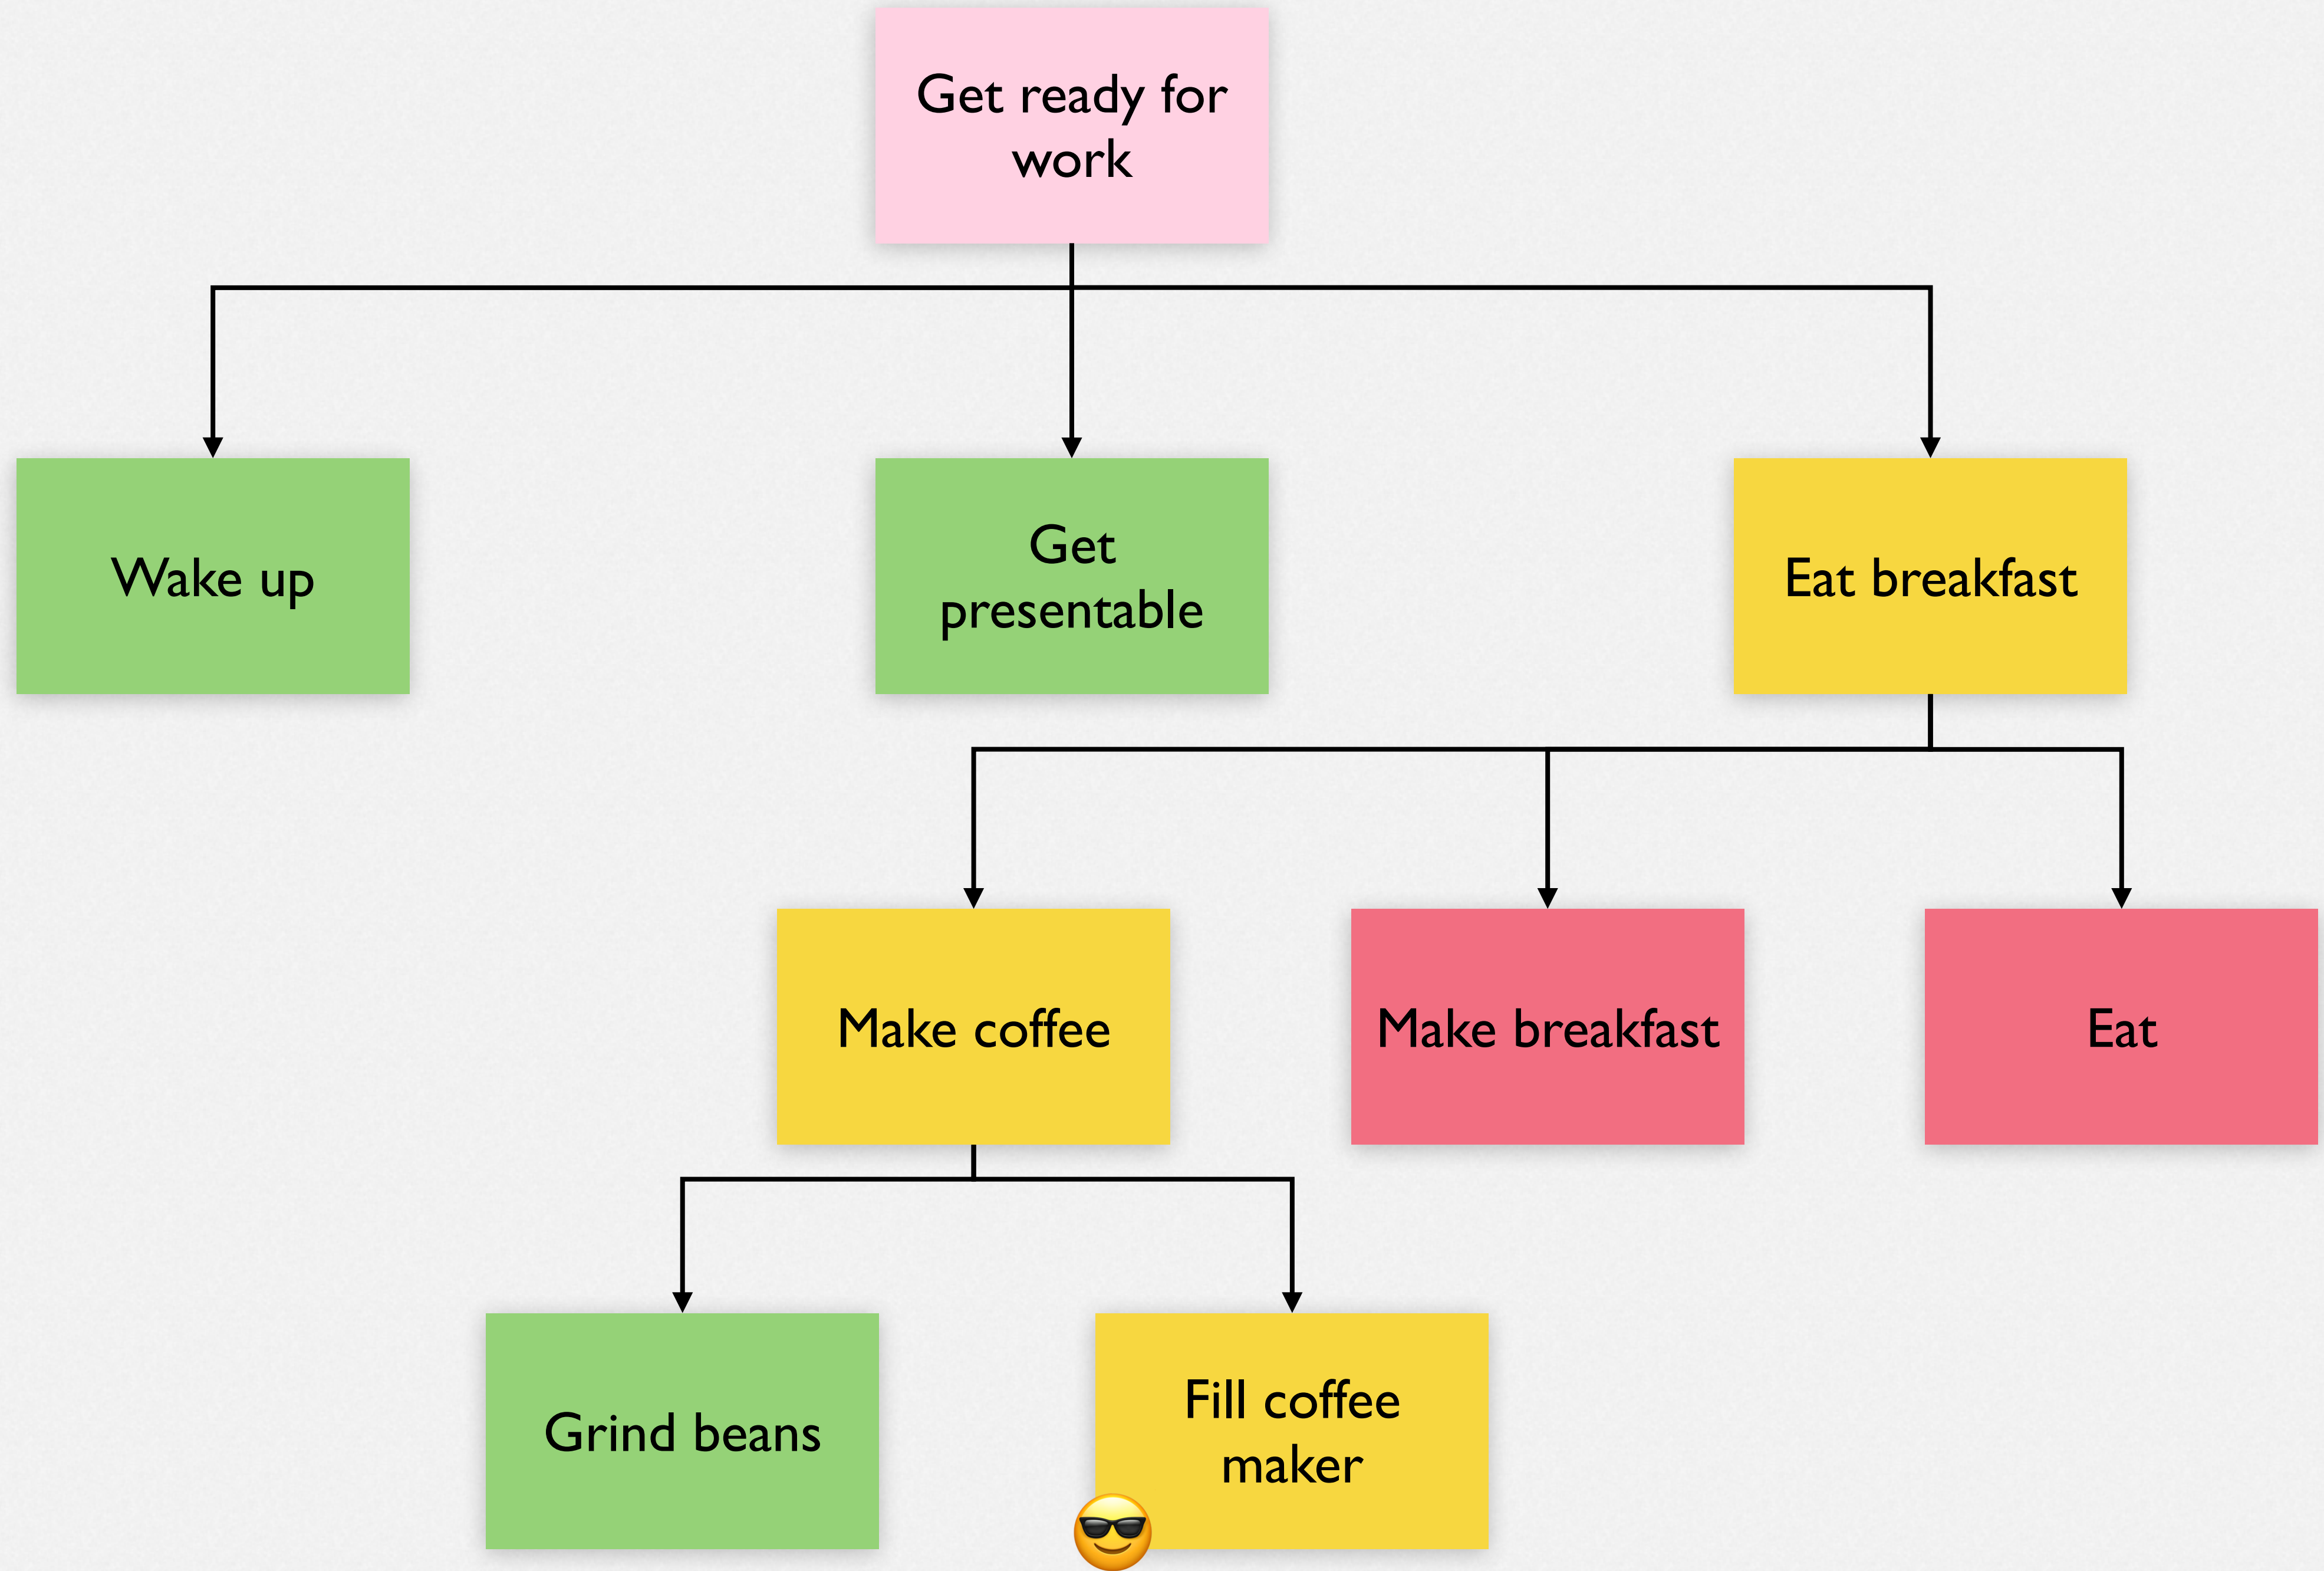 Get ready for
work
Wake up
Get
presentable
Eat breakfast
Make coffee
Make breakfast
Eat
Grind beans
Fill coffee
maker